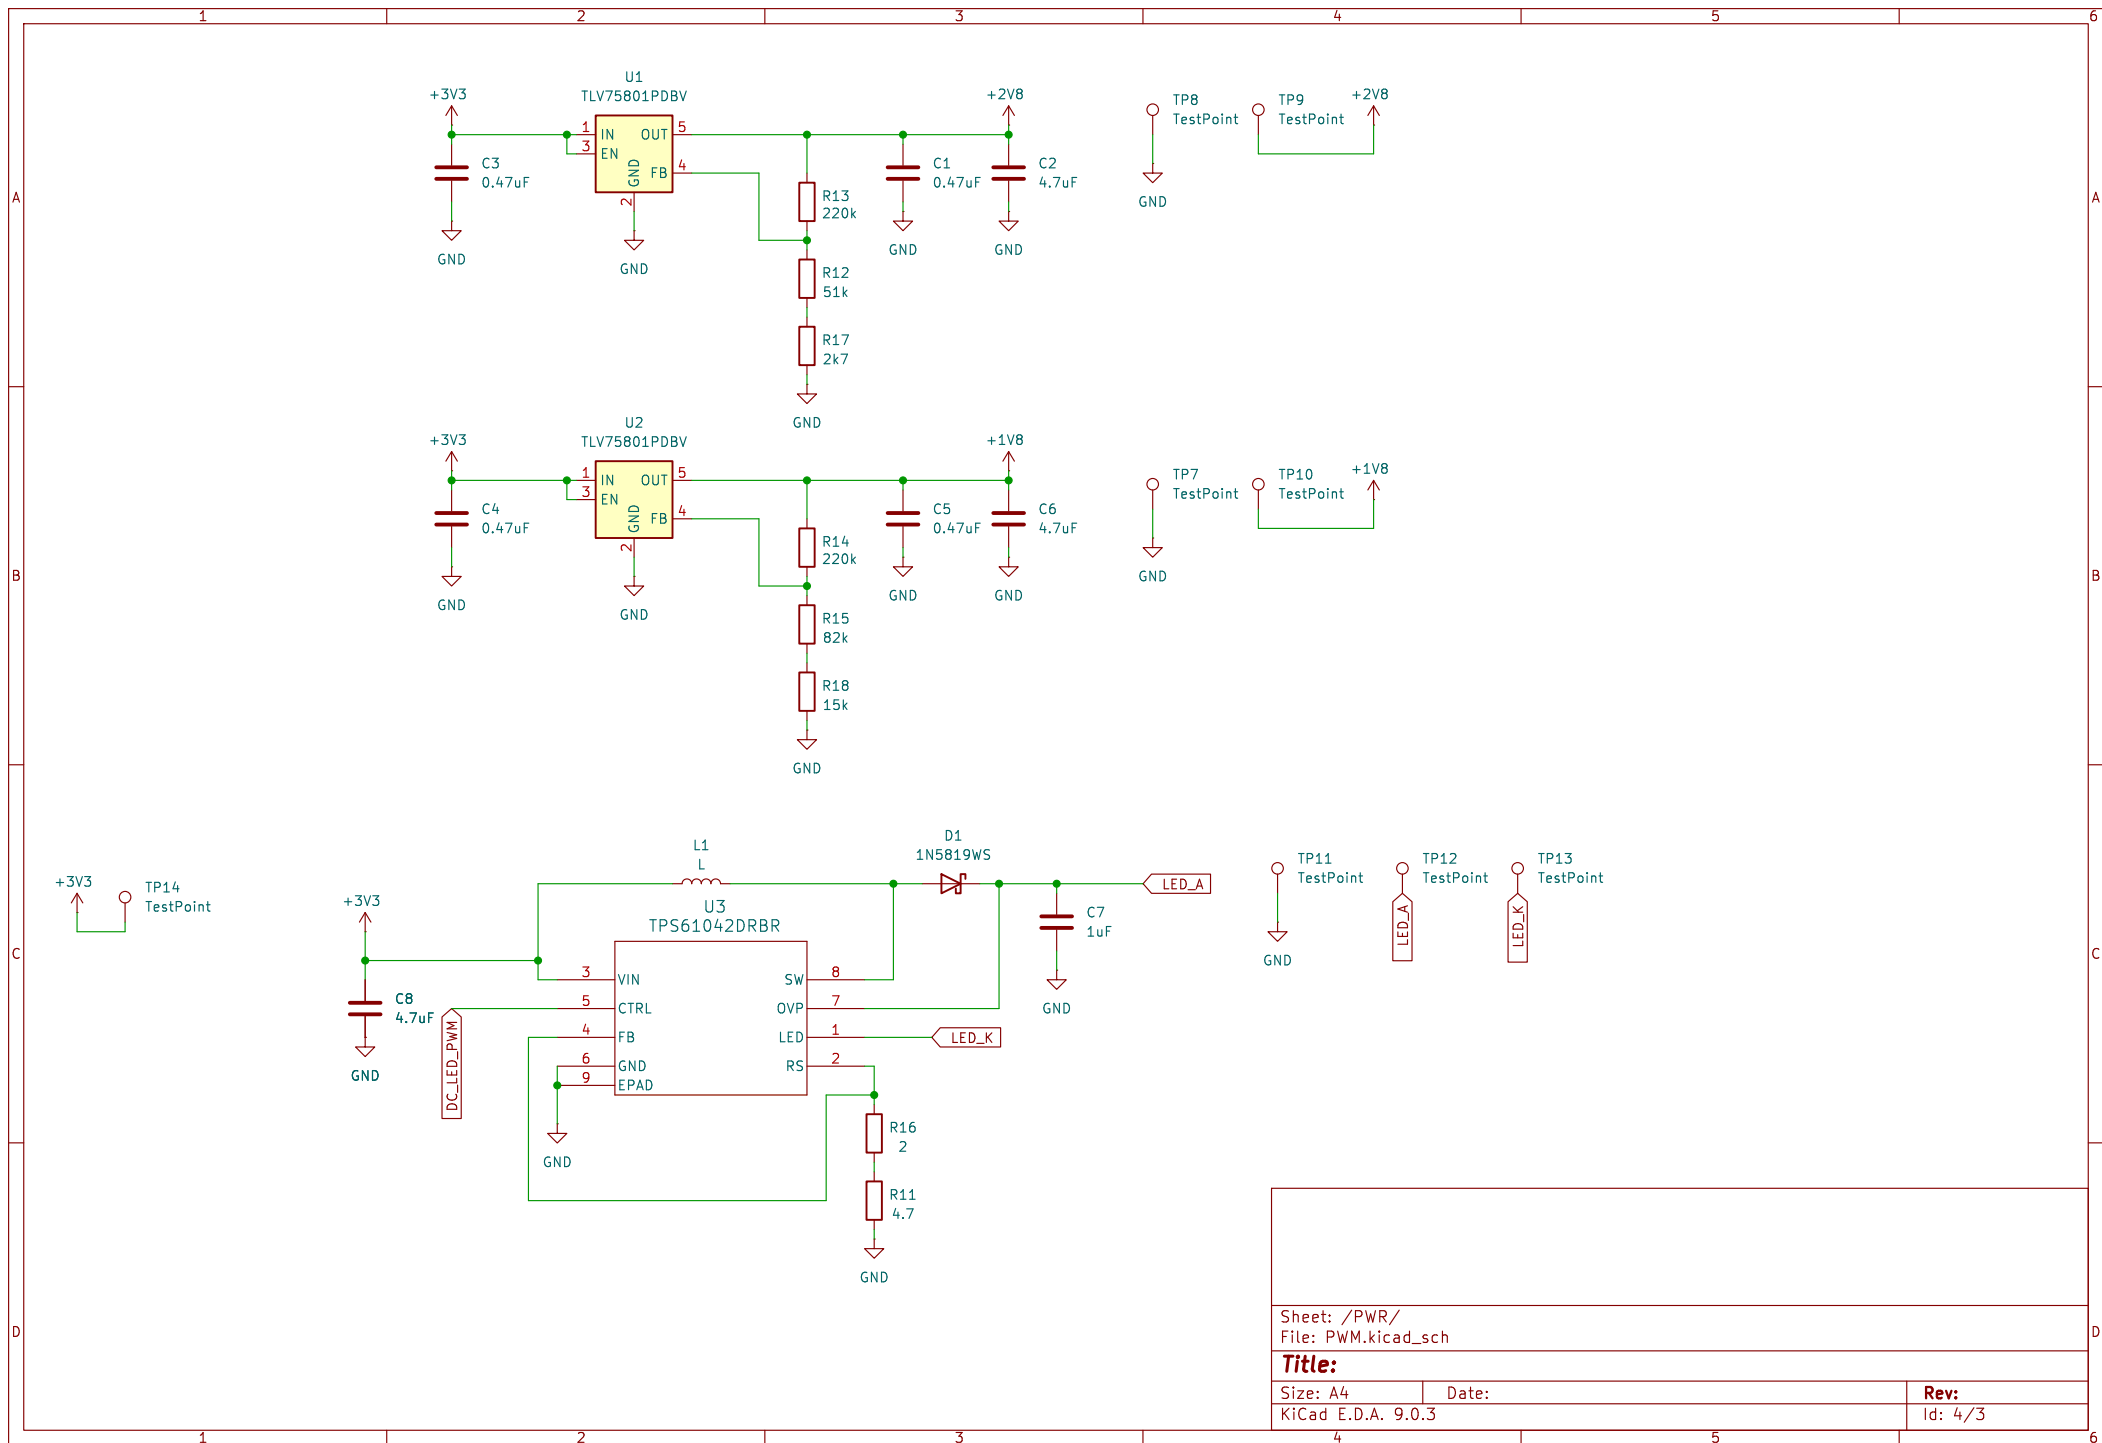 1 2 3 4 5 6
U1
TLV75801PDBV
+3V3
+2V8
TP8
TestPoint
TP9
TestPoint
+2V8
1 IN OUT 5
3 EN
GND
FB 4
2
C3
0.47uF
C1
0.47uF
C2
4.7uF
R13
220k
GND
A
A
GND
GND
GND
GND
R12
51k
R17
2k7
GND
U2
TLV75801PDBV
+3V3
+1V8
TP7
TestPoint
TP10
TestPoint
+1V8
1 IN OUT 5
3 EN
GND
FB 4
2
C4
0.47uF
C5
0.47uF
C6
4.7uF
R14
220k
B
B
GND
GND
GND
GND
GND
R15
82k
R18
15k
GND
L1
L
D1
1N5819WS
LED_A
TP11
TestPoint
TP12
TestPoint
TP13
TestPoint
+3V3
TP14
TestPoint
+3V3
U3
TPS61042DRBR
C7
1uF
LED_A
LED_K
C
C
GND
3 VIN SW 8
5 CTRL OVP 7
4 FB LED 1
6 GND RS 2
9 EPAD
C8
4.7uF
GND
LED_K
DC_LED_PWM
GND
GND
R16
2
R11
4.7
GND
Sheet: /PWR/
File: PWM.kicad_sch
D
D
Title:
Size: A4 Date: Rev:
KiCad E.D.A. 9.0.3 Id: 4/3
1 2 3 4 5 6